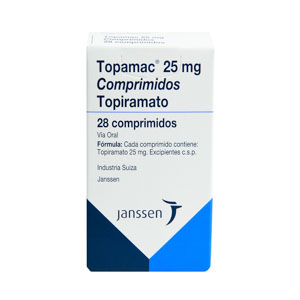 Topamac® 25 mg
Comprimidos
Topiramato
28 comprimidos
Via Oral
Fórmula: Cada comprimido contiene:
Topiramato 25 mg. Excipientes c.s.p.
Industria Suiza
Janssen
janssen